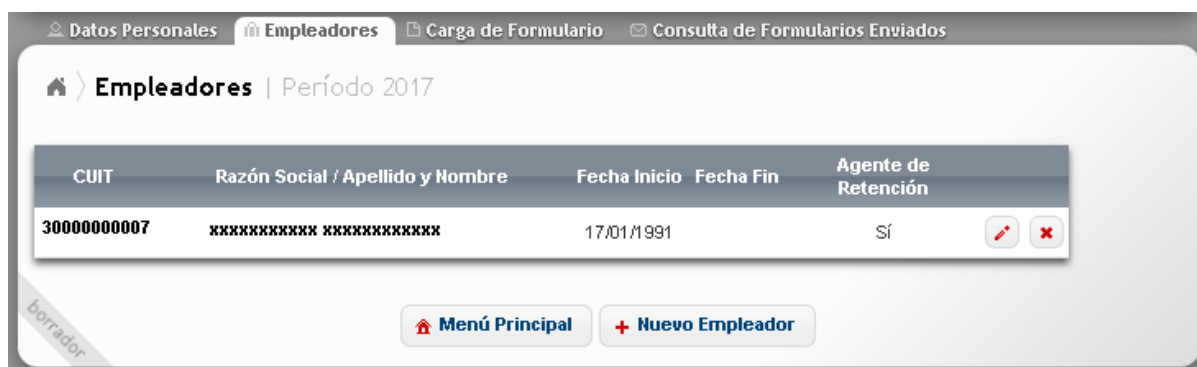 Datos Personales Empleadores Carga de Formulario Consulta de Formularios Enviados
Empleadores | Período 2017
CUIT Razón Social / Apellido y Nombre Fecha Inicio Fecha Fin Agente de Retención
30000000007 xxxxxxxxxxx xxxxxxxxxxxx 17/01/1991 Sí
borrador
Menú Principal + Nuevo Empleador